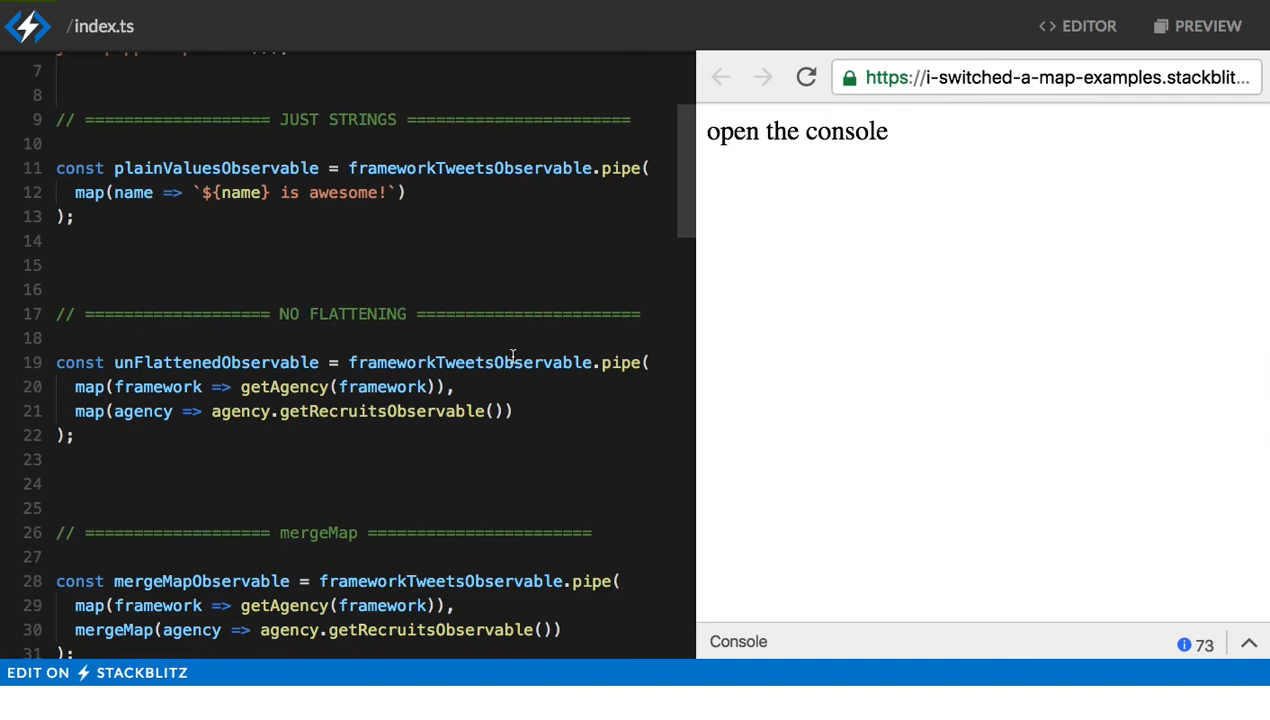 /index.ts
EDITOR
PREVIEW
7
8
9 // =================== JUST STRINGS =======================
10
11 const plainValuesObservable = frameworkTweetsObservable.pipe(
12 map(name => `${name} is awesome!`)
13 );
14
15
16
17 // =================== NO FLATTENING =======================
18
19 const unFlattenedObservable = frameworkTweetsObservable.pipe(
20 map(framework => getAgency(framework)),
21 map(agency => agency.getRecruitsObservable())
22 );
23
24
25
26 // =================== mergeMap =======================
27
28 const mergeMapObservable = frameworkTweetsObservable.pipe(
29 map(framework => getAgency(framework)),
30 mergeMap(agency => agency.getRecruitsObservable())
31 );
https://i-switched-a-map-examples.stackblit...
open the console
Console
73
EDIT ON STACKBLITZ